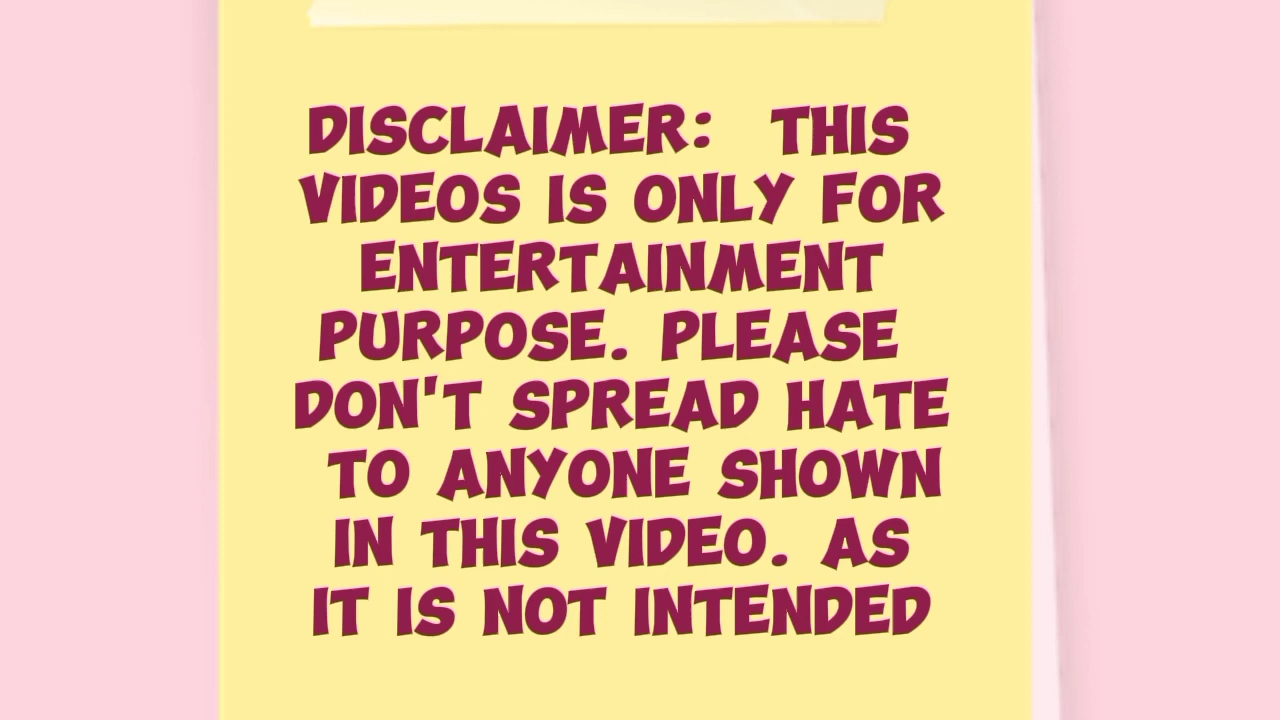 DISCLAIMER: THIS
VIDEOS IS ONLY FOR
ENTERTAINMENT
PURPOSE. PLEASE
DON'T SPREAD HATE
TO ANYONE SHOWN
IN THIS VIDEO. AS
IT IS NOT INTENDED